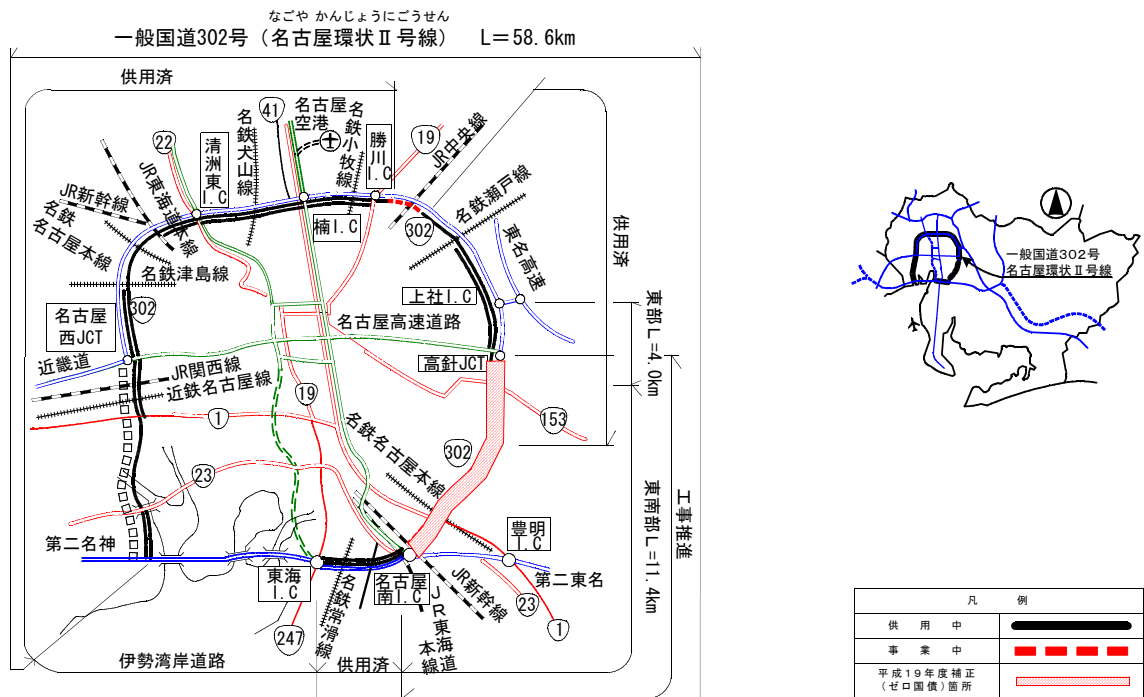 なごや かんじょうにごうせん
一般国道302号（名古屋環状Ⅱ号線） L＝58.6km
供用済
41
名古屋
空港
名鉄小牧線
勝川
I.C
19
JR中央線
22
清洲東I.C
名鉄犬山線
JR東海道本線
JR新幹線
名鉄
名古屋本線
名鉄津島線
楠I.C
302
名鉄瀬戸線
東名高速
供用済
上社I.C
名古屋高速道路
高針JCT
東部L=4.0km
302
名古屋
西JCT
近畿道
JR関西線
近鉄名古屋線
19
1
153
名鉄名古屋本線
302
23
工事推進
東南部L=11.4km
豊明
I.C
第二名神
東海
I.C
名鉄常滑線
名古屋
南I.C
JR新幹線
第二東名
23
1
247
JR東海道
本線
伊勢湾岸道路
供用済
一般国道302号
名古屋環状Ⅱ号線
凡 例
供 用 中
事 業 中
平成19年度補正
（ゼロ国債）箇所